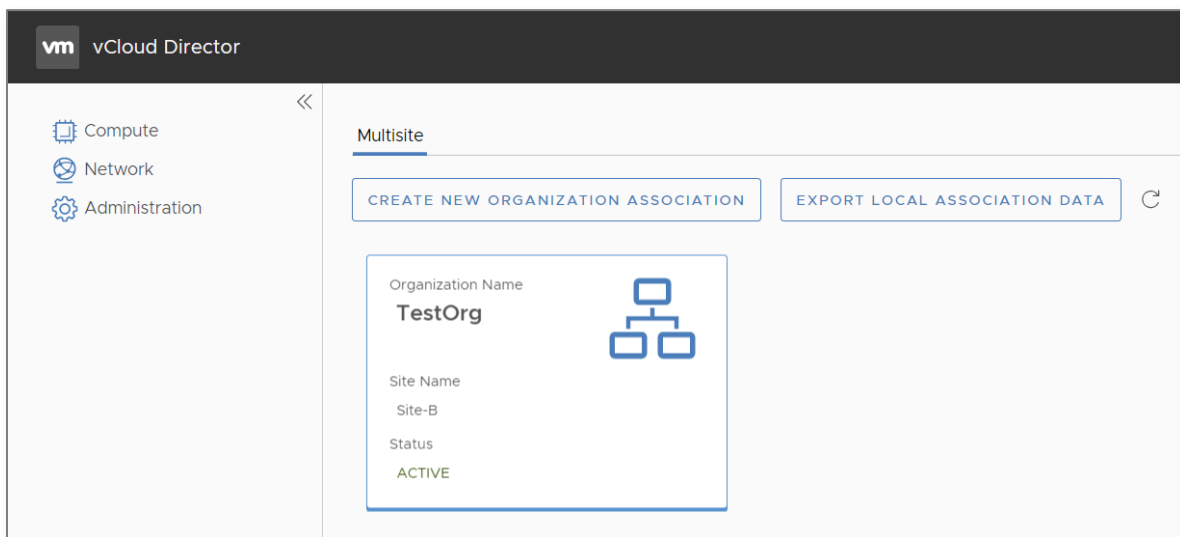 vm vCloud Director
Compute
Network
Administration
Multisite
CREATE NEW ORGANIZATION ASSOCIATION EXPORT LOCAL ASSOCIATION DATA
Organization Name
TestOrg
Site Name
Site-B
Status
ACTIVE